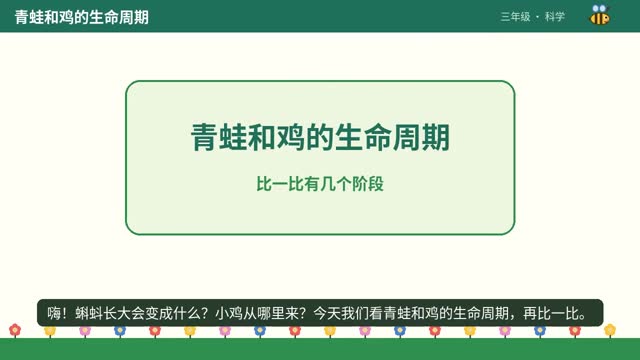 青蛙和鸡的生命周期
三年级 · 科学
青蛙和鸡的生命周期
比一比有几个阶段
嗨！蝌蚪长大会变成什么？小鸡从哪里来？今天我们看青蛙和鸡的生命周期，再比一比。